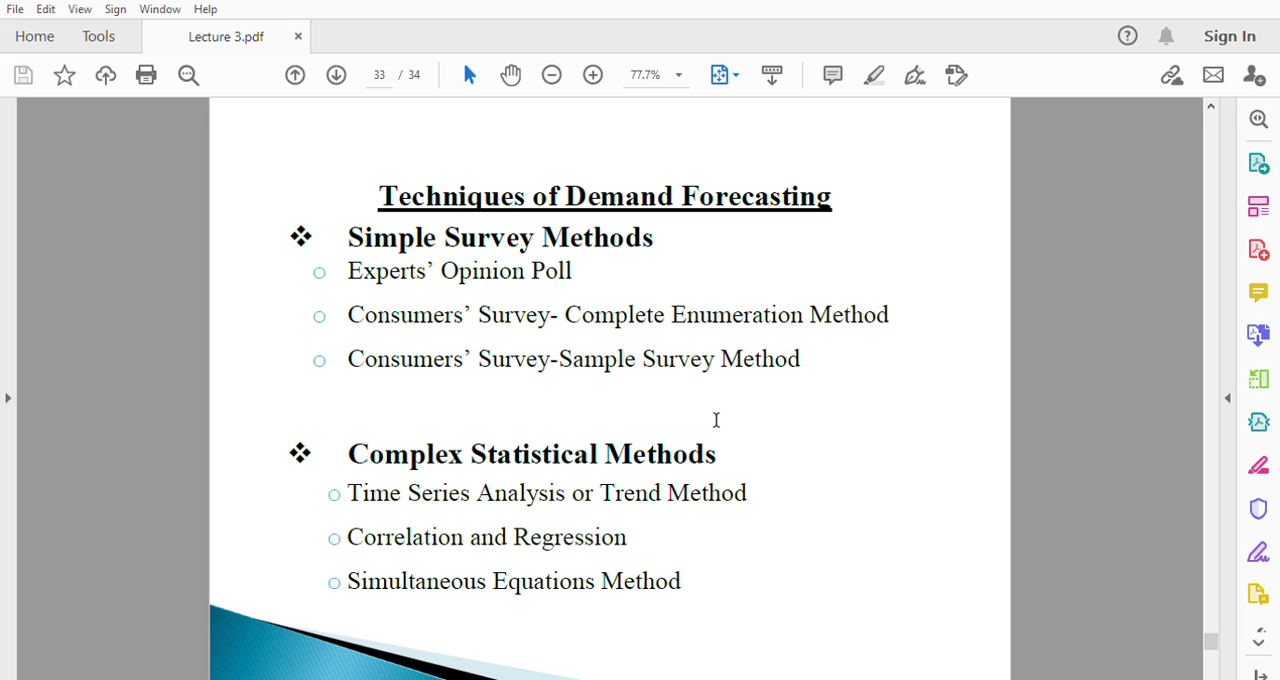 File Edit View Sign Window Help
Home Tools Lecture 3.pdf × Sign In
33 / 34 77.7%
Techniques of Demand Forecasting
Simple Survey Methods
Experts’ Opinion Poll
Consumers’ Survey- Complete Enumeration Method
Consumers’ Survey-Sample Survey Method
Complex Statistical Methods
Time Series Analysis or Trend Method
Correlation and Regression
Simultaneous Equations Method